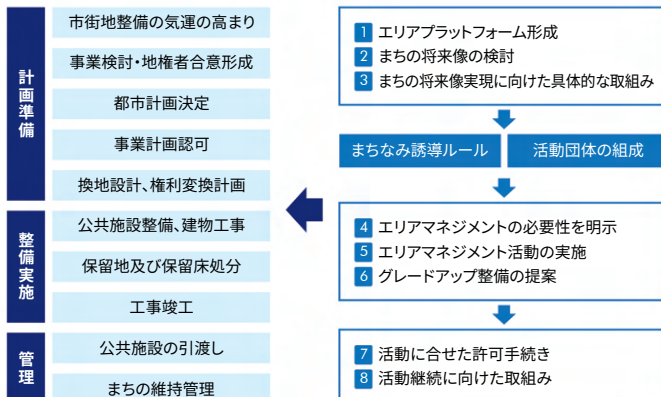 計画準備
市街地整備の気運の高まり
事業検討・地権者合意形成
都市計画決定
事業計画認可
換地設計、権利変換計画
整備実施
公共施設整備、建物工事
保留地及び保留床処分
工事竣工
管理
公共施設の引渡し
まちの維持管理
1 エリアプラットフォーム形成
2 まちの将来像の検討
3 まちの将来像実現に向けた具体的な取組み
まちなみ誘導ルール
活動団体の組成
4 エリアマネジメントの必要性を明示
5 エリアマネジメント活動の実施
6 グレードアップ整備の提案
7 活動に合せた許可手続き
8 活動継続に向けた取組み